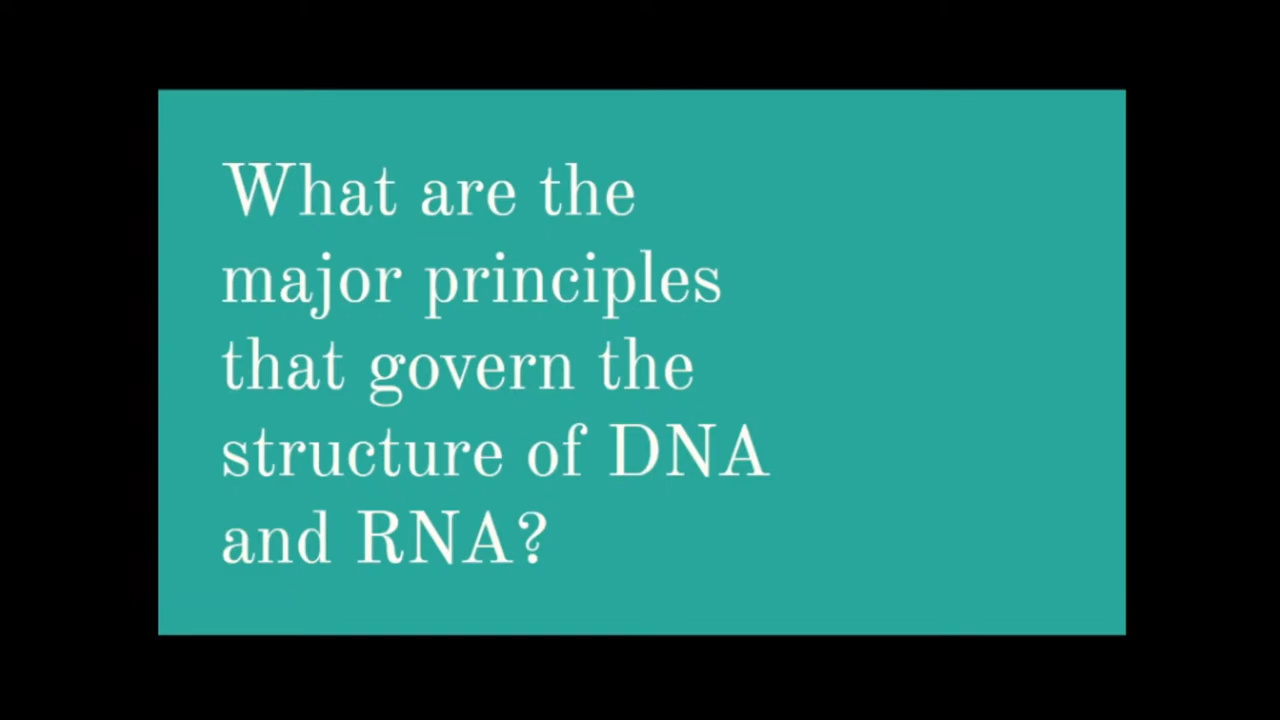 What are the
major principles
that govern the
structure of DNA
and RNA?